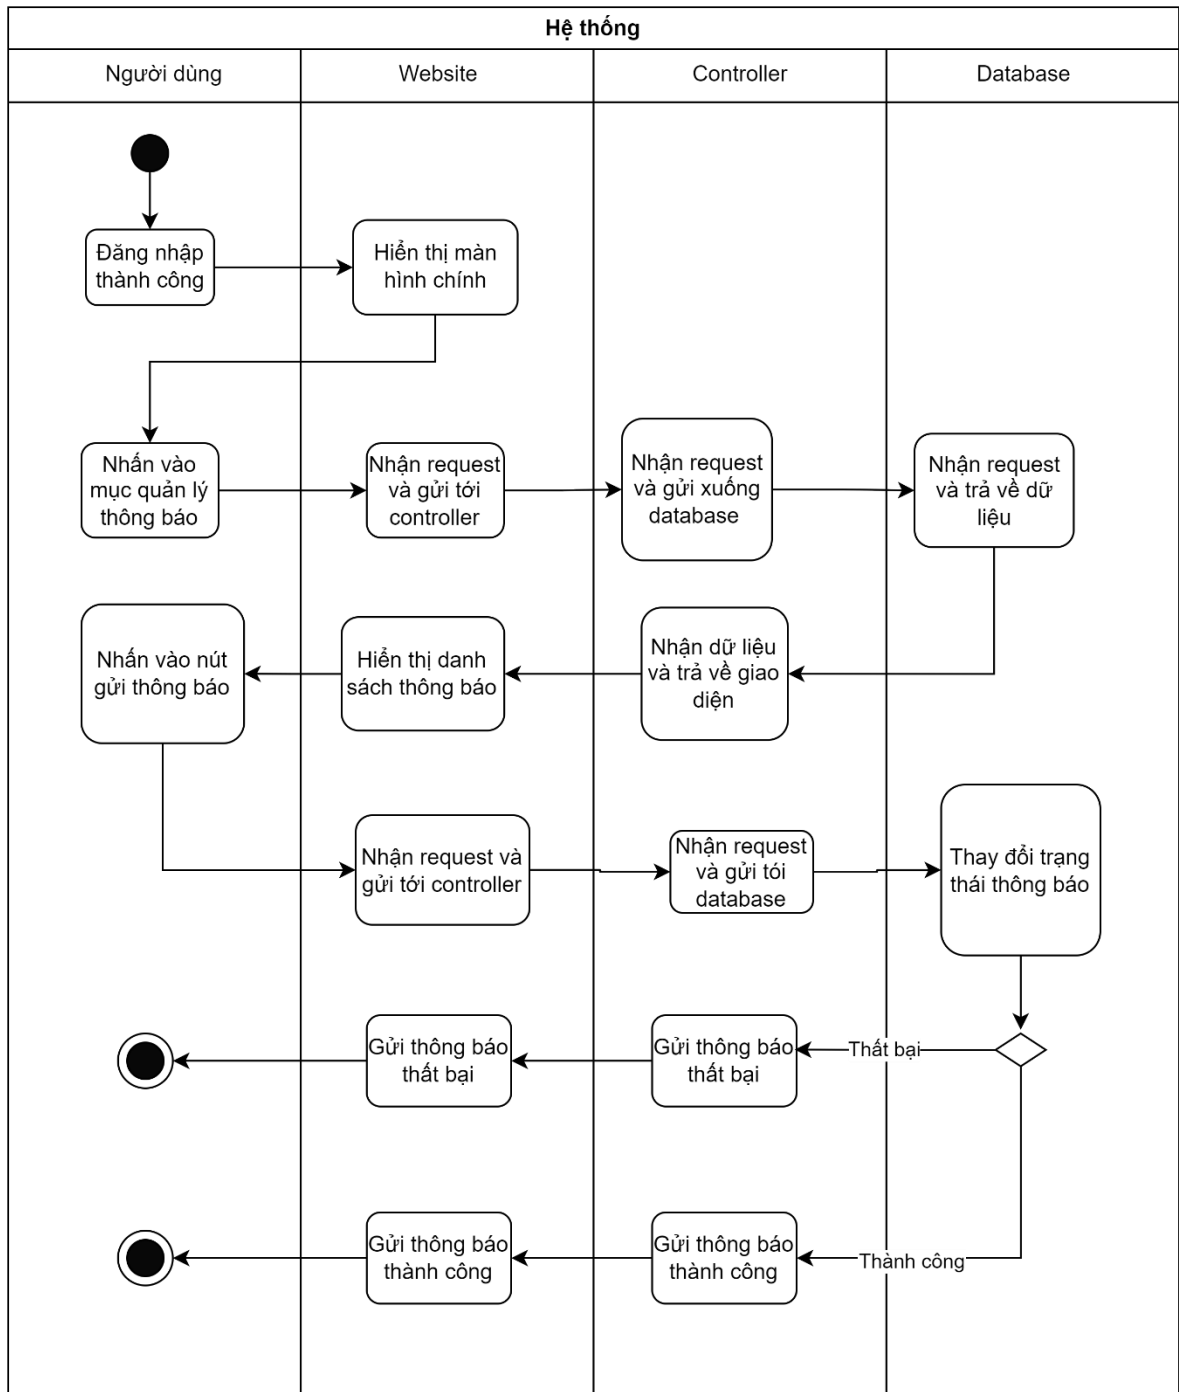 Hệ thống
Người dùng
Website
Controller
Database
Đăng nhập
thành công
Hiển thị màn
hình chính
Nhấn vào
mục quản lý
thông báo
Nhận request
và gửi tới
controller
Nhận request
và gửi xuống
database
Nhận request
và trả về dữ
liệu
Nhấn vào nút
gửi thông báo
Hiển thị danh
sách thông báo
Nhận dữ liệu
và trả về giao
diện
Nhận request và
gửi tới controller
Nhận request
và gửi tói
database
Thay đổi trạng
thái thông báo
Gửi thông báo
thất bại
Gửi thông báo
thất bại
Thất bại
Gửi thông báo
thành công
Gửi thông báo
thành công
Thành công